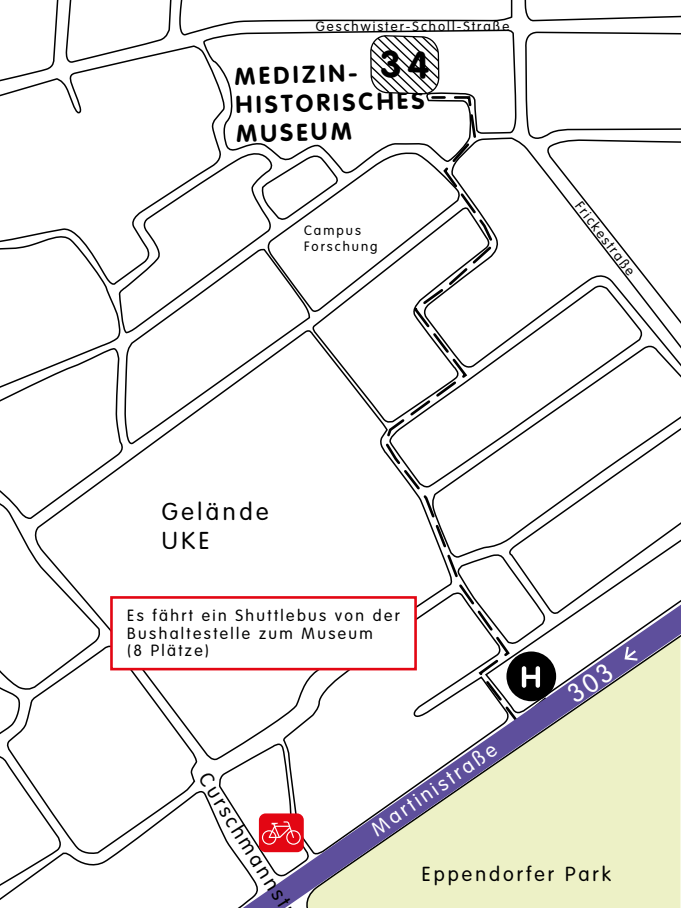 Geschwister-Scholl-Straße
34
MEDIZIN-
HISTORISCHES
MUSEUM
Frickestraße
Campus
Forschung
Gelände
UKE
Es fährt ein Shuttlebus von der
Bushaltestelle zum Museum
(8 Plätze)
H
303
Martinistraße
Curschmannstr
Eppendorfer Park